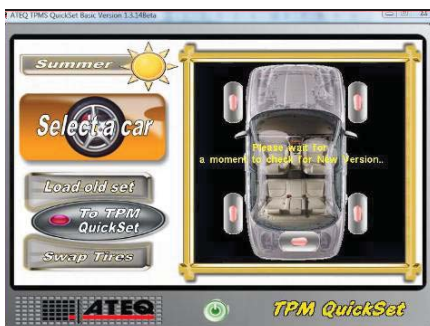 ATEQ TPMS QuickSet Basic Version 1.3.14Beta
Summer
Select a car
Please wait for
a moment to check for New Version..
Load old set
To TPM
QuickSet
Swap Tires
ATEQ
TPM QuickSet